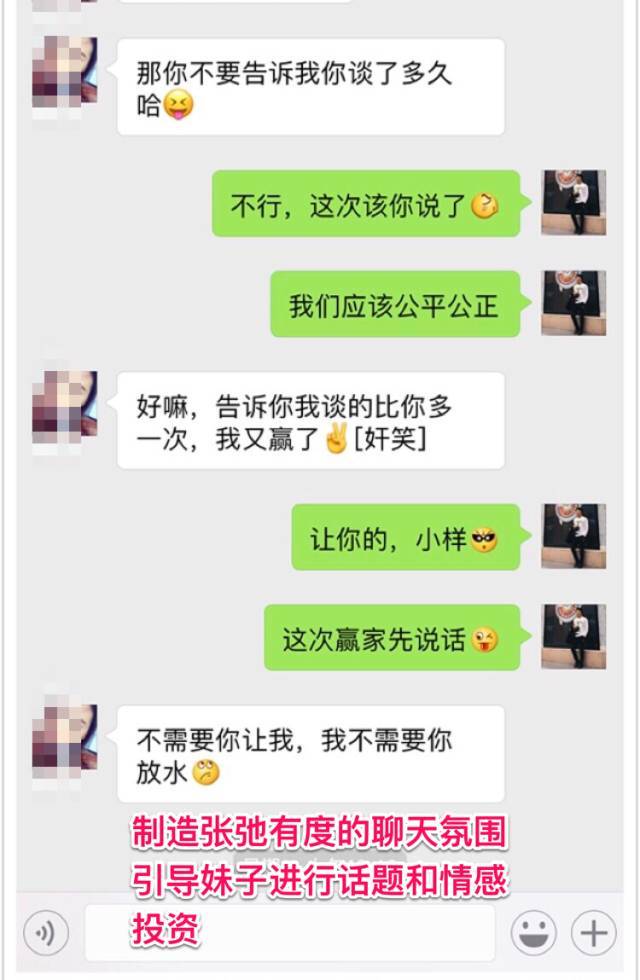 那你不要告诉我你谈了多久
哈
不行，这次该你说了
我们应该公平公正
好嘛，告诉你我谈的比你多
一次，我又赢了[奸笑]
让你的，小样
这次赢家先说话
不需要你让我，我不需要你
放水
制造张弛有度的聊天氛围
引导妹子进行话题和情感
投资